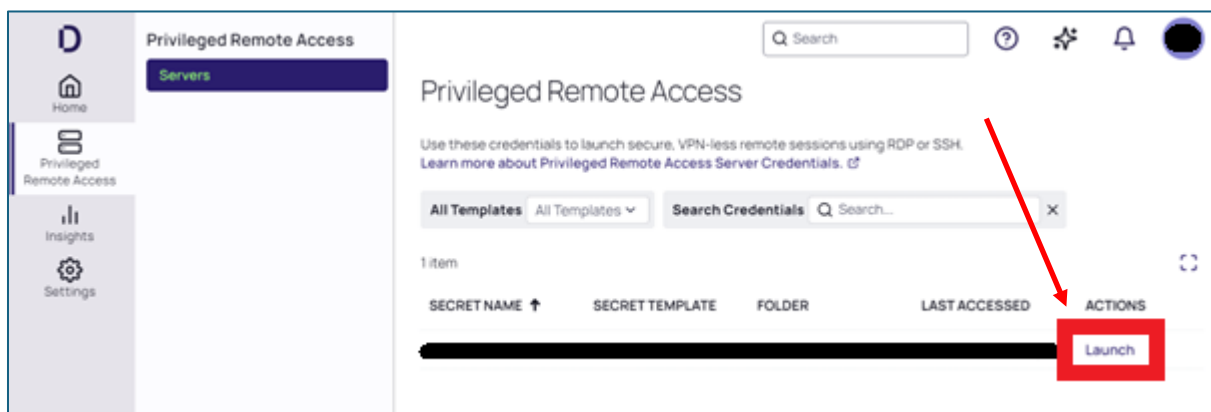 D
Home
Privileged
Remote Access
Insights
Settings
Privileged Remote Access
Servers
Search
Privileged Remote Access
Use these credentials to launch secure, VPN-less remote sessions using RDP or SSH.
Learn more about Privileged Remote Access Server Credentials.
All Templates All Templates Search Credentials Search...
1 item
SECRET NAME SECRET TEMPLATE FOLDER LAST ACCESSED ACTIONS
Launch